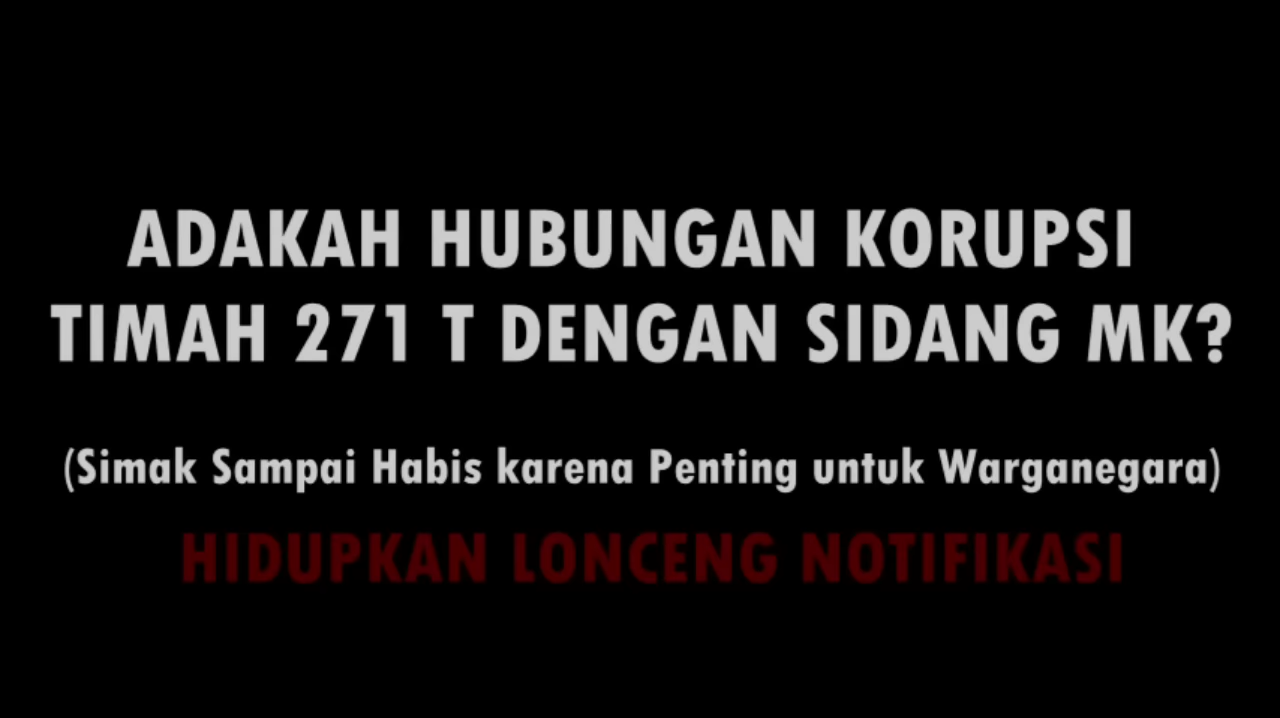 ADAKAH HUBUNGAN KORUPSI
TIMAH 271 T DENGAN SIDANG MK?
(Simak Sampai Habis karena Penting untuk Warganegara)
HIDUPKAN LONCENG NOTIFIKASI